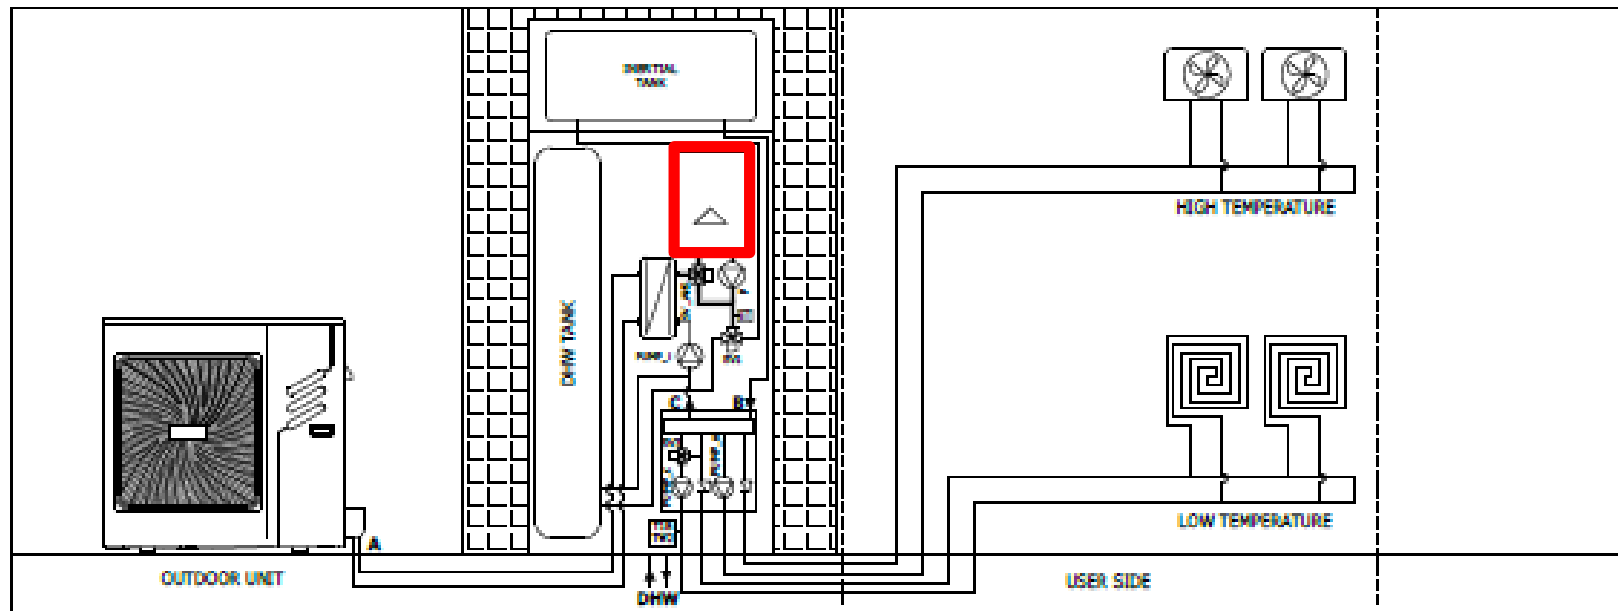 INERTIAL
TANK
HIGH TEMPERATURE
DHW TANK
PUMP_I
C
B
LOW TEMPERATURE
A
OUTDOOR UNIT
USER SIDE
DHW